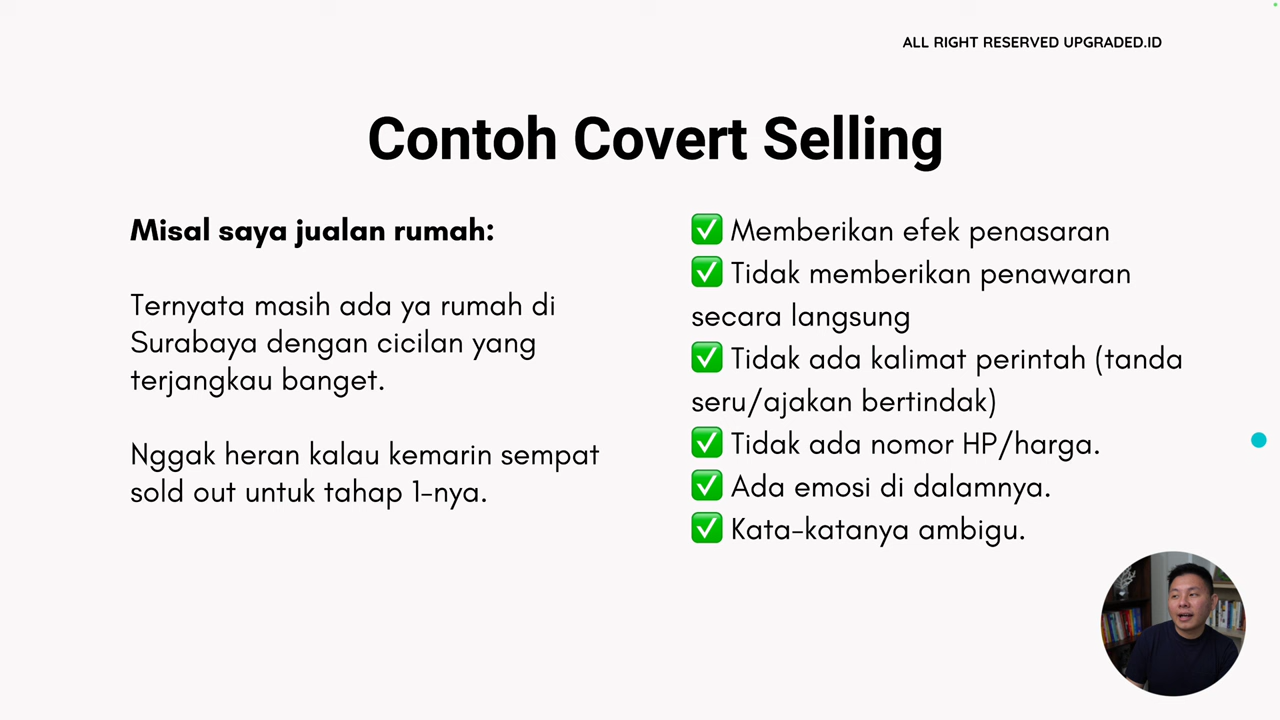 ALL RIGHT RESERVED UPGRADED.ID
Contoh Covert Selling
Misal saya jualan rumah:
Ternyata masih ada ya rumah di
Surabaya dengan cicilan yang
terjangkau banget.
Nggak heran kalau kemarin sempat
sold out untuk tahap 1-nya.
✅ Memberikan efek penasaran
✅ Tidak memberikan penawaran
secara langsung
✅ Tidak ada kalimat perintah (tanda
seru/ajakan bertindak)
✅ Tidak ada nomor HP/harga.
✅ Ada emosi di dalamnya.
✅ Kata-katanya ambigu.